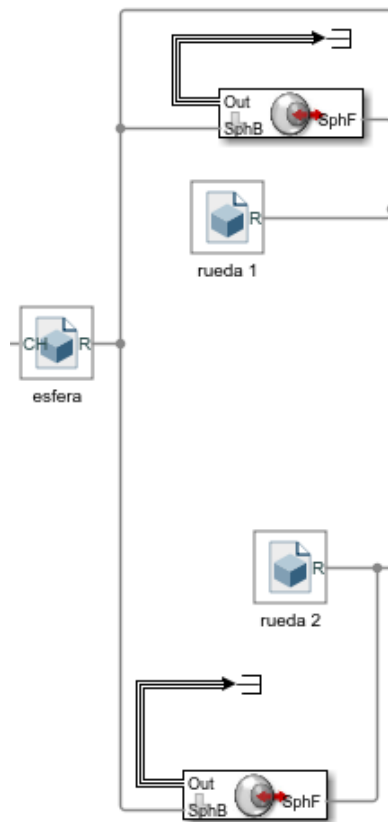 Out
SphB
SphF
R
rueda 1
CH
R
esfera
R
rueda 2
Out
SphB
SphF